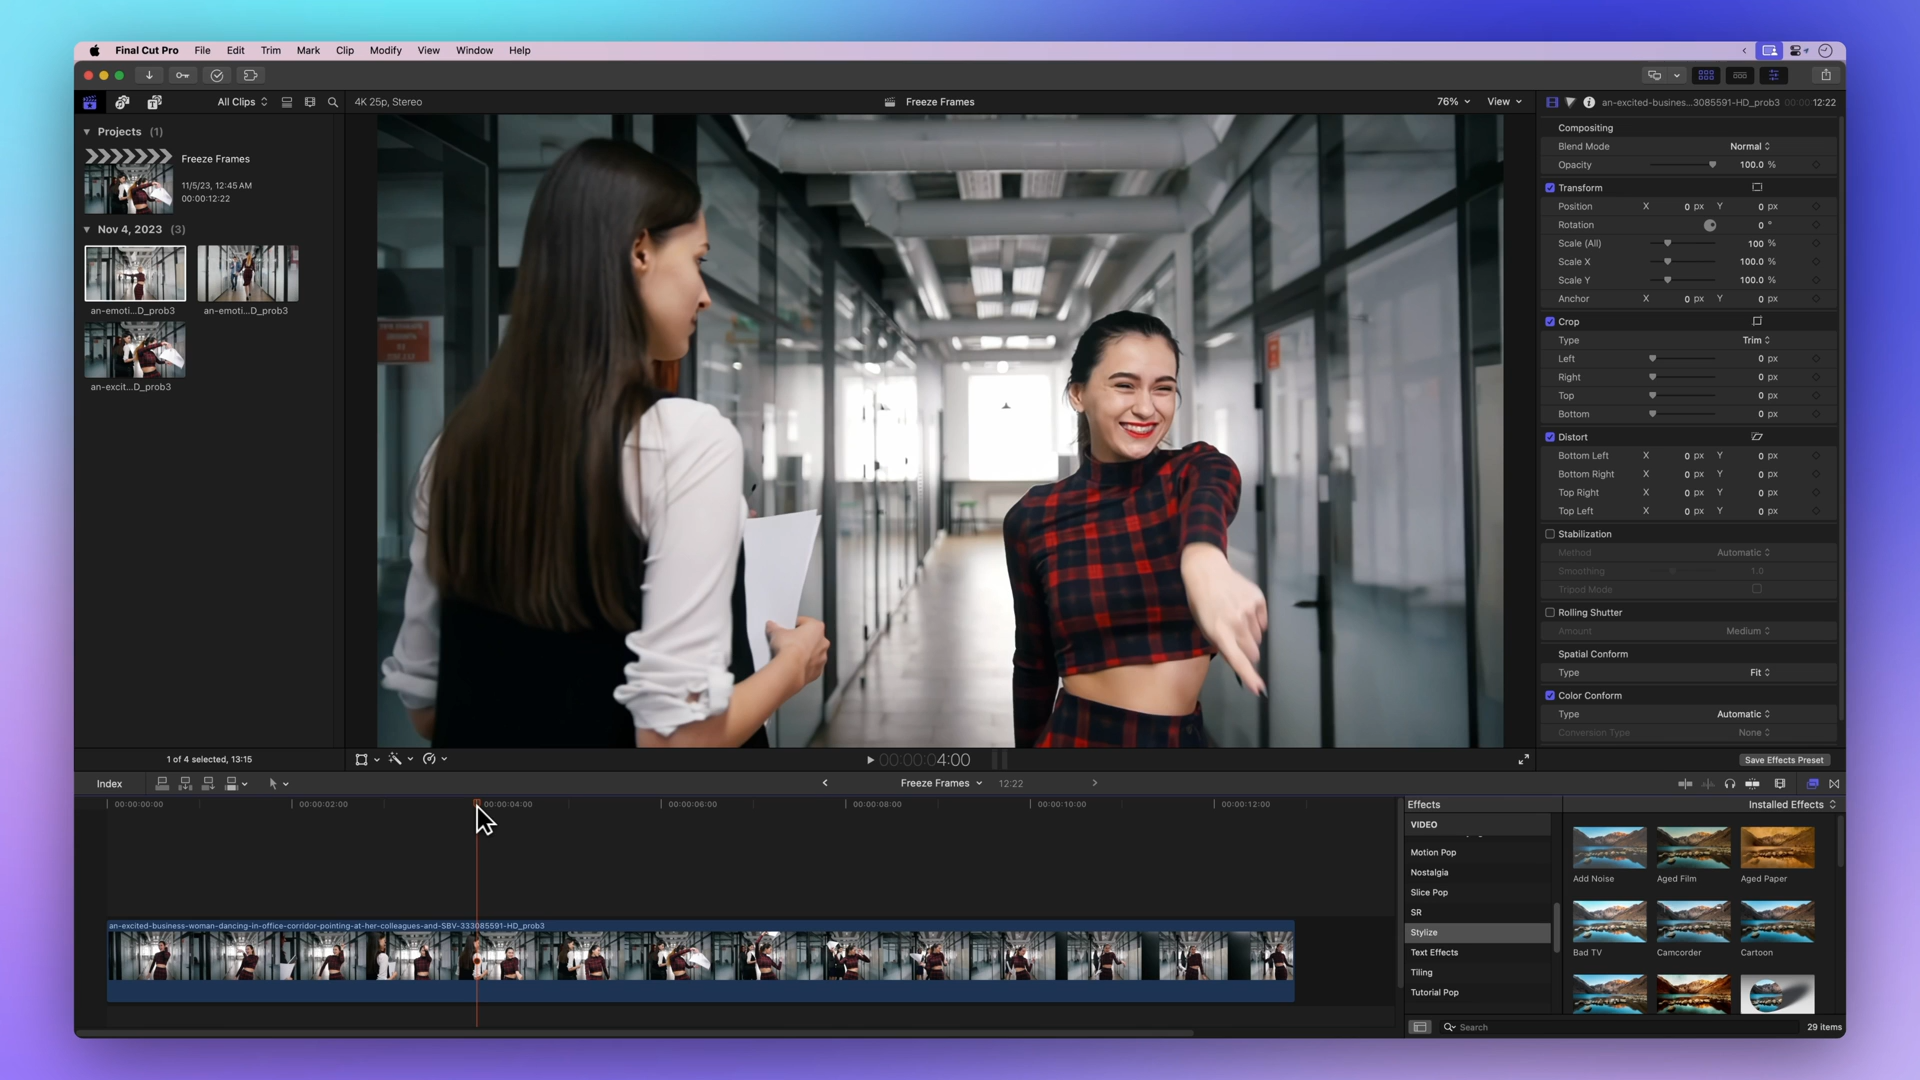 Final Cut Pro File Edit Trim Mark Clip Modify View Window Help
All Clips
4K 25p, Stereo
Freeze Frames
76%
View
an-excited-busines...3085591-HD_prob3
00:00:12:22
Projects (1)
Freeze Frames
11/5/23, 12:45 AM
00:00:12:22
Nov 4, 2023 (3)
an-emoti...D_prob3
an-emoti...D_prob3
an-excit...D_prob3
Compositing
Blend Mode Normal
Opacity 100.0 %
Transform
Position X 0 px Y 0 px
Rotation 0 °
Scale (All) 100 %
Scale X 100.0 %
Scale Y 100.0 %
Anchor X 0 px Y 0 px
Crop
Type Trim
Left 0 px
Right 0 px
Top 0 px
Bottom 0 px
Distort
Bottom Left X 0 px Y 0 px
Bottom Right X 0 px Y 0 px
Top Right X 0 px Y 0 px
Top Left X 0 px Y 0 px
Stabilization
Method Automatic
Smoothing 1.0
Tripod Mode
Rolling Shutter
Amount Medium
Spatial Conform
Type Fit
Color Conform
Type Automatic
Conversion Type None
1 of 4 selected, 13:15
00:00:04:00
Save Effects Preset
Index
Freeze Frames
12:22
00:00:00:00 00:00:02:00 00:00:04:00 00:00:06:00 00:00:08:00 00:00:10:00 00:00:12:00
an-excited-business-woman-dancing-in-office-corridor-pointing-at-her-colleagues-and-SBV-333085591-HD_prob3
Effects
Installed Effects
VIDEO
Motion Pop
Nostalgia
Slice Pop
SR
Stylize
Text Effects
Tiling
Tutorial Pop
Add Noise Aged Film Aged Paper
Bad TV Camcorder Cartoon
Search
29 items